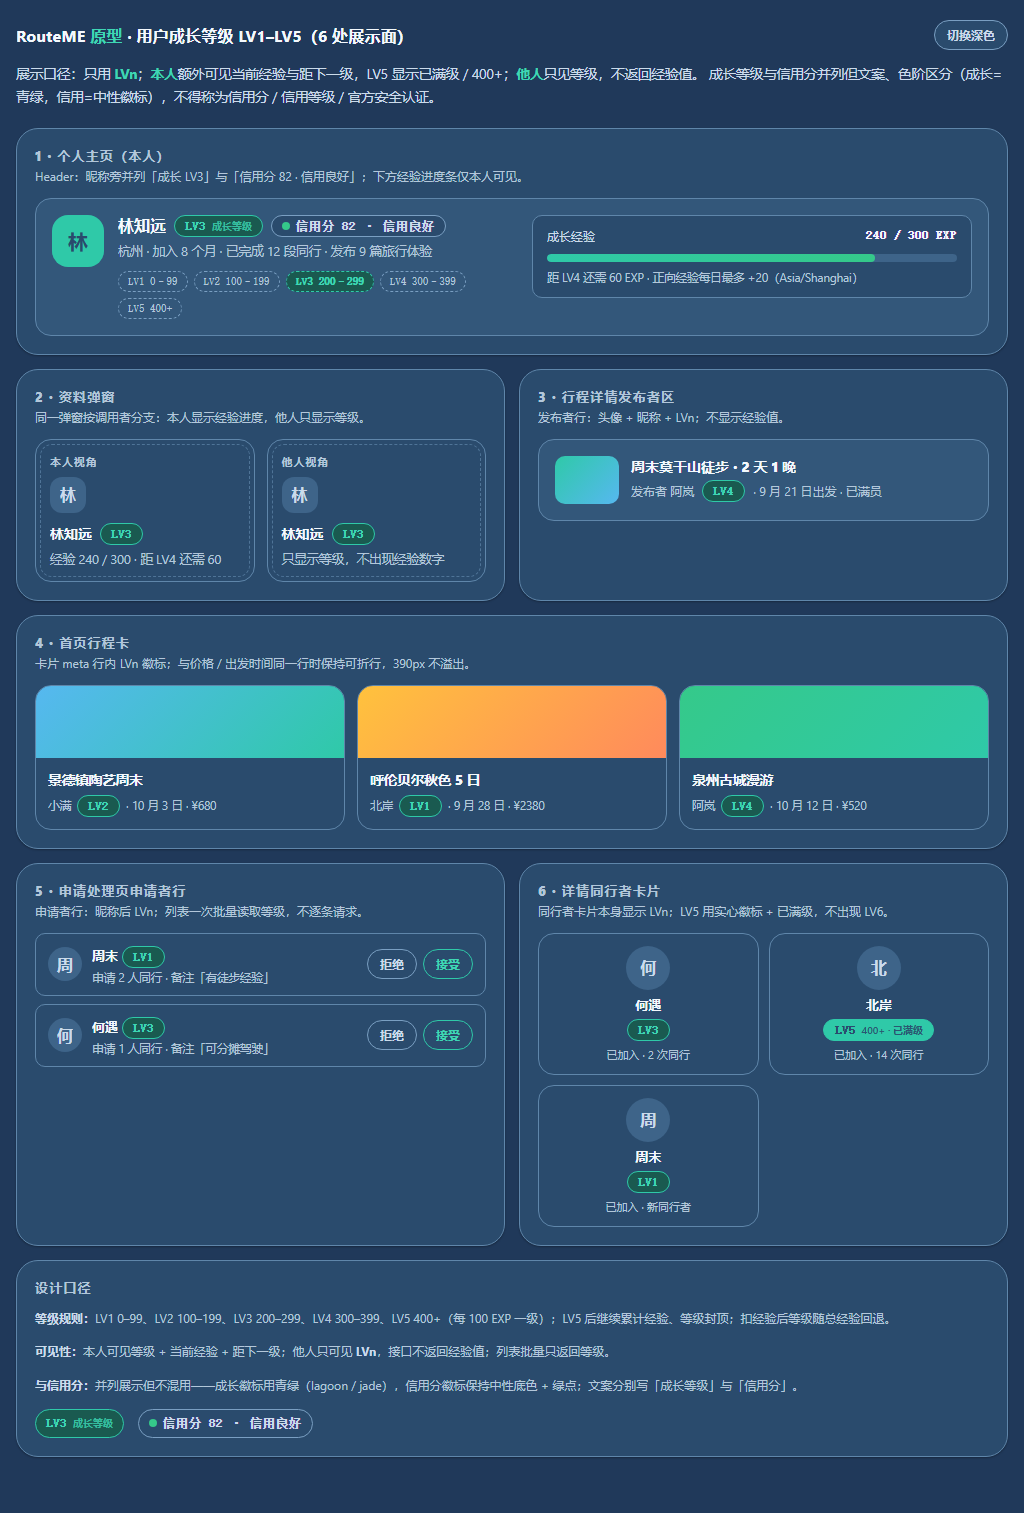 RouteME 原型 · 用户成长等级 LV1–LV5（6 处展示面）
切换深色
展示口径：只用 LVn；本人额外可见当前经验与距下一级，LV5 显示已满级 / 400+；他人只见等级，不返回经验值。 成长等级与信用分并列但文案、色阶区分（成长=
青绿，信用=中性徽标），不得称为信用分 / 信用等级 / 官方安全认证。
1 · 个人主页（本人）
Header：昵称旁并列「成长 LV3」与「信用分 82 · 信用良好」；下方经验进度条仅本人可见。
林
林知远 LV3 成长等级 信用分 82 · 信用良好
杭州 · 加入 8 个月 · 已完成 12 段同行 · 发布 9 篇旅行体验
LV1 0–99 LV2 100–199 LV3 200–299 LV4 300–399
LV5 400+
成长经验 240 / 300 EXP
距 LV4 还需 60 EXP · 正向经验每日最多 +20（Asia/Shanghai）
2 · 资料弹窗
同一弹窗按调用者分支：本人显示经验进度，他人只显示等级。
本人视角
林
林知远 LV3
经验 240 / 300 · 距 LV4 还需 60
他人视角
林
林知远 LV3
只显示等级，不出现经验数字
3 · 行程详情发布者区
发布者行：头像 + 昵称 + LVn；不显示经验值。
周末莫干山徒步 · 2 天 1 晚
发布者 阿岚 LV4 · 9 月 21 日出发 · 已满员
4 · 首页行程卡
卡片 meta 行内 LVn 徽标；与价格 / 出发时间同一行时保持可折行，390px 不溢出。
景德镇陶艺周末
小满 LV2 · 10 月 3 日 · ¥680
呼伦贝尔秋色 5 日
北岸 LV1 · 9 月 28 日 · ¥2380
泉州古城漫游
阿岚 LV4 · 10 月 12 日 · ¥520
5 · 申请处理页申请者行
申请者行：昵称后 LVn；列表一次批量读取等级，不逐条请求。
周
周末 LV1
申请 2 人同行 · 备注「有徒步经验」
拒绝 接受
何
何遇 LV3
申请 1 人同行 · 备注「可分摊驾驶」
拒绝 接受
6 · 详情同行者卡片
同行者卡片本身显示 LVn；LV5 用实心徽标 + 已满级，不出现 LV6。
何
何遇
LV3
已加入 · 2 次同行
北
北岸
LV5 400+ · 已满级
已加入 · 14 次同行
周
周末
LV1
已加入 · 新同行者
设计口径
等级规则：LV1 0–99、LV2 100–199、LV3 200–299、LV4 300–399、LV5 400+（每 100 EXP 一级）；LV5 后继续累计经验、等级封顶；扣经验后等级随总经验回退。
可见性：本人可见等级 + 当前经验 + 距下一级；他人只可见 LVn，接口不返回经验值；列表批量只返回等级。
与信用分：并列展示但不混用——成长徽标用青绿（lagoon / jade），信用分徽标保持中性底色 + 绿点；文案分别写「成长等级」与「信用分」。
LV3 成长等级 信用分 82 · 信用良好